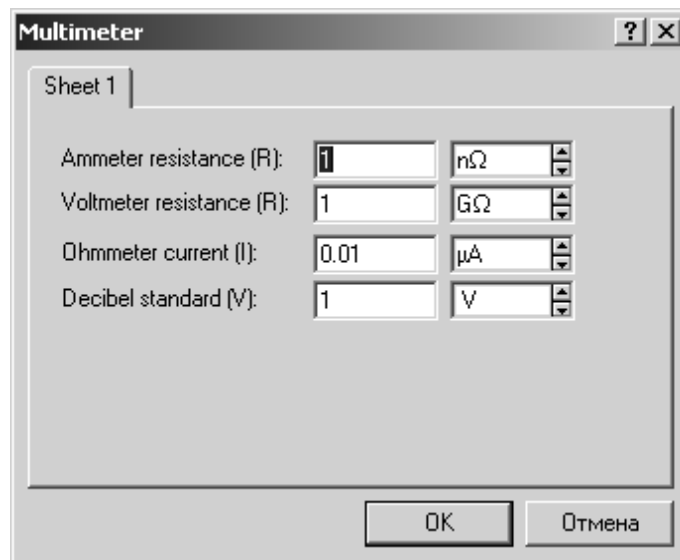 Multimeter ? ×
Sheet 1
Ammeter resistance (R): 1 nΩ
Voltmeter resistance (R): 1 GΩ
Ohmmeter current (I): 0.01 μA
Decibel standard (V): 1 V
OK Отмена